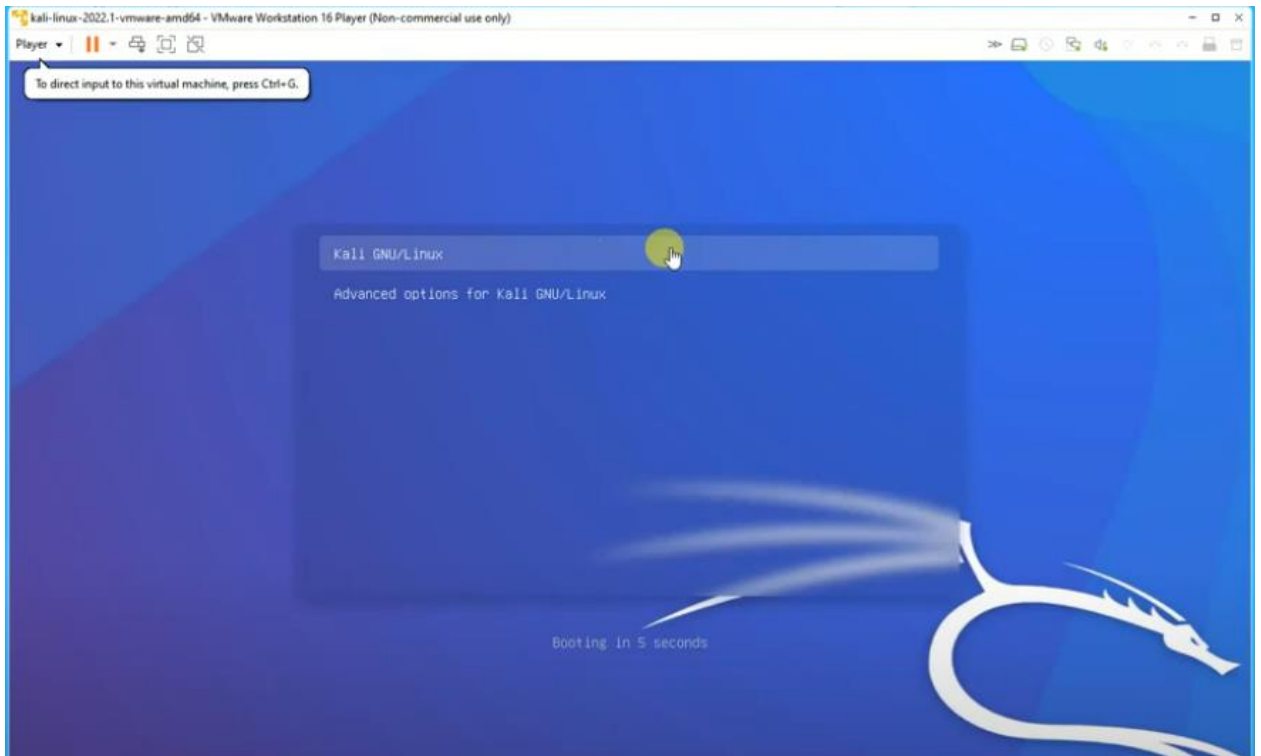 kali-linux-2022.1-vmware-amd64 - VMware Workstation 16 Player (Non-commercial use only)
Player
To direct input to this virtual machine, press Ctrl+G.
Kali GNU/Linux
Advanced options for Kali GNU/Linux
Booting in 5 seconds